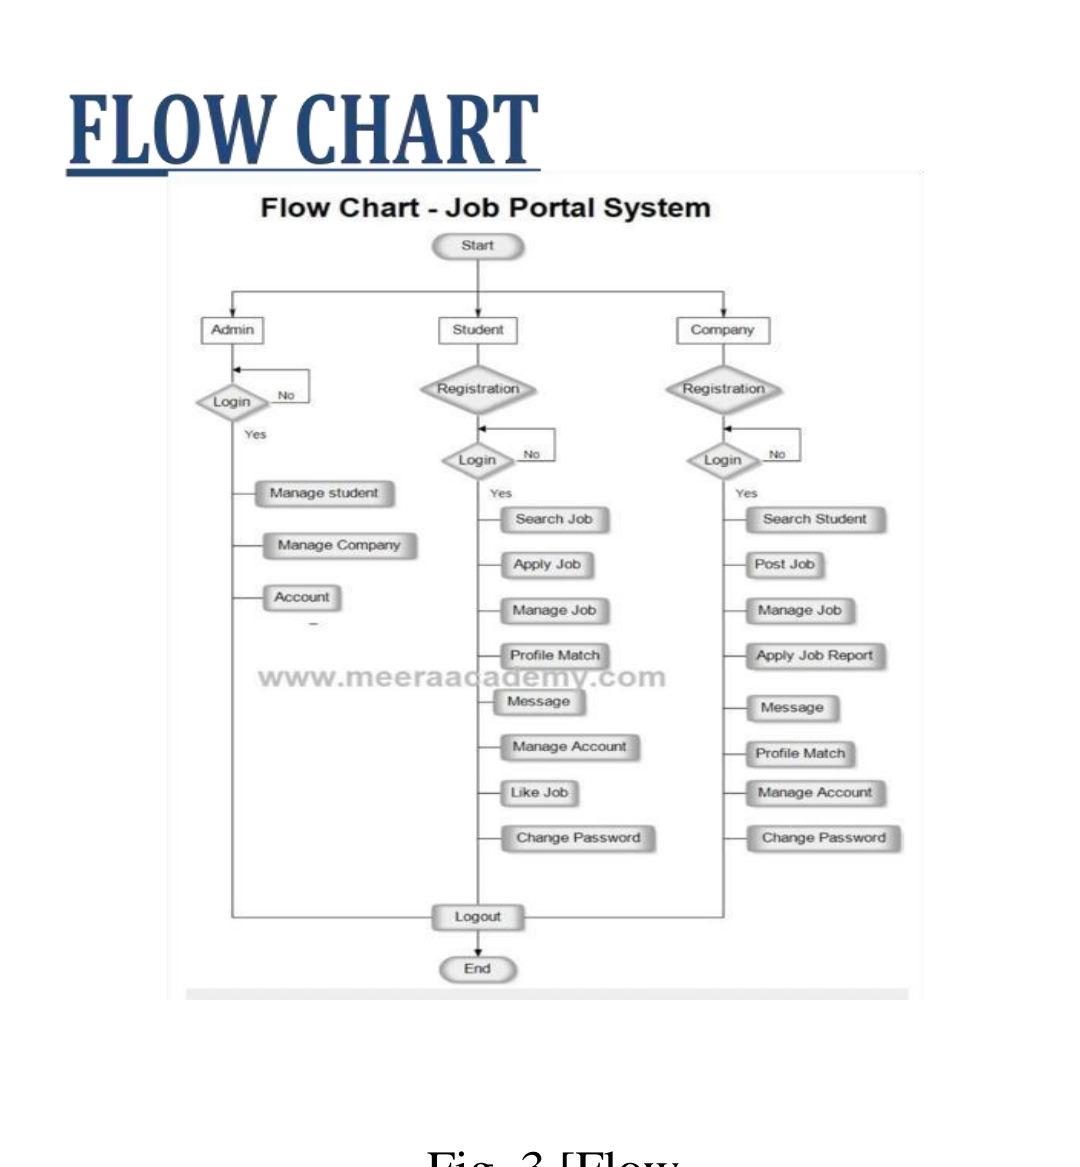 FLOW CHART
Flow Chart - Job Portal System
Start
Admin
Student
Company
Login
No
Yes
Manage student
Manage Company
Account
Registration
Login
No
Yes
Search Job
Apply Job
Manage Job
Profile Match
Message
Manage Account
Like Job
Change Password
Registration
Login
No
Yes
Search Student
Post Job
Manage Job
Apply Job Report
Message
Profile Match
Manage Account
Change Password
www.meeraacademy.com
Logout
End
Fig. 3 [Flow